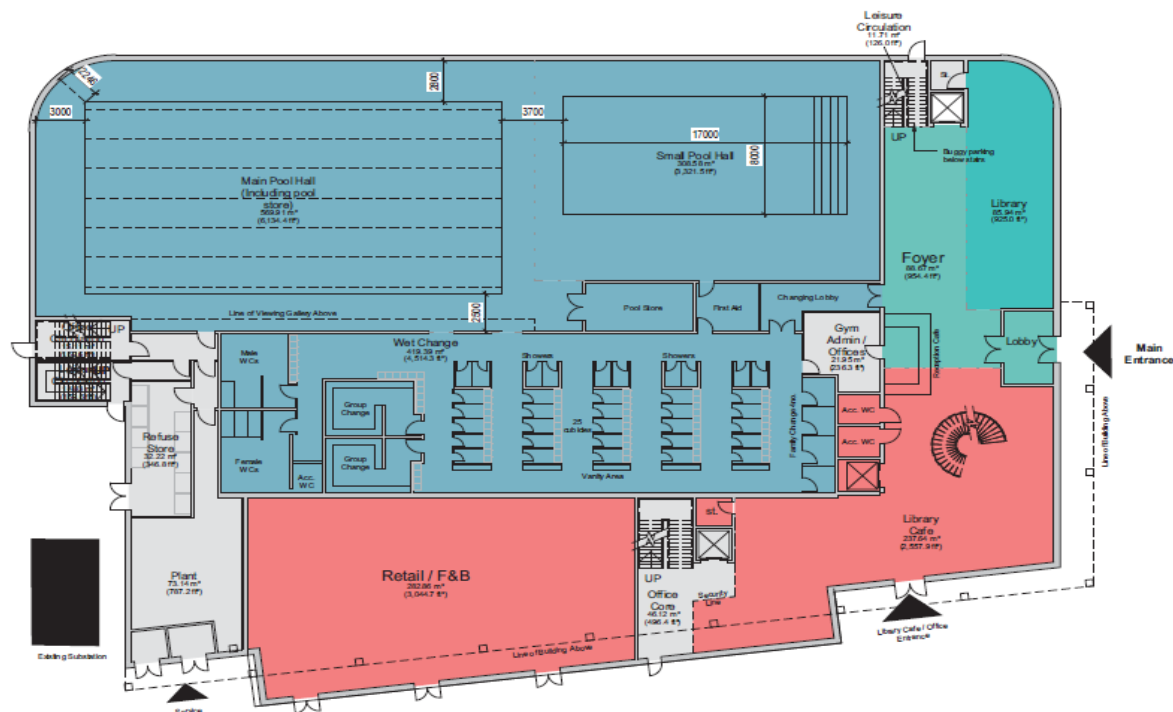 Leisure
Circulation
11.71 m²
(126.0 ft²)
2246
2800
3000
3700
17000
8000
St.
UP
Buggy parking
below stairs
Main Pool Hall
(Including pool
store)
569.91 m²
(6,134.4 ft²)
Small Pool Hall
308.58 m²
(3,321.5 ft²)
Library
85.94 m²
(925.0 ft²)
Foyer
88.67 m²
(954.4 ft²)
2500
Line of Viewing Gallery Above
Pool Store
First Aid
Changing Lobby
UP
Wet Change
419.39 m²
(4,514.3 ft²)
Male
WCs
Showers
Showers
Gym
Admin /
Offices
21.95 m²
(236.3 ft²)
Reception Cafe
Lobby
Main
Entrance
Line of Building Above
Group
Change
Group
Change
25
cubicles
Family Change Area
Acc. WC
Acc. WC
Refuse
Store
32.22 m²
(346.8 ft²)
Female
WCs
Acc.
WC
Vanity Area
Library
Cafe
237.64 m²
(2,557.9 ft²)
St.
Retail / F&B
282.86 m²
(3,044.7 ft²)
UP
Office
Core
46.12 m²
(496.4 ft²)
Security
Line
Plant
73.14 m²
(787.2 ft²)
Existing Substation
Library Cafe / Office
Entrance
Line of Building Above